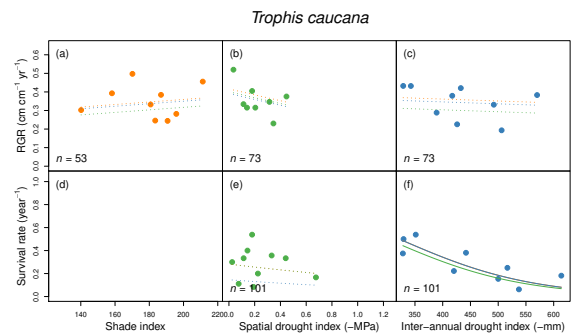 Trophis caucana
(a)
(b)
(c)
RGR (cm cm⁻¹ yr⁻¹)
0.0 0.1 0.2 0.3 0.4 0.5 0.6
n = 53
n = 73
n = 73
(d)
(e)
(f)
Survival rate (year⁻¹)
0.0 0.2 0.4 0.6 0.8 1.0
n = 101
n = 101
140 160 180 200 220
0.0 0.2 0.4 0.6 0.8 1.0 1.2
350 400 450 500 550 600
Shade index
Spatial drought index (−MPa)
Inter−annual drought index (−mm)